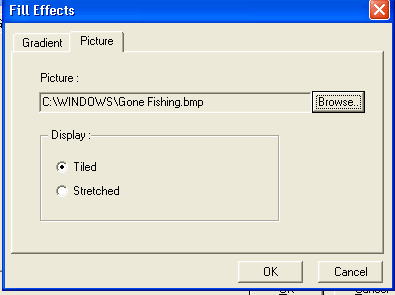 Fill Effects
Gradient
Picture
Picture :
C:\WINDOWS\Gone Fishing.bmp
Browse..
Display :
Tiled
Stretched
OK
Cancel